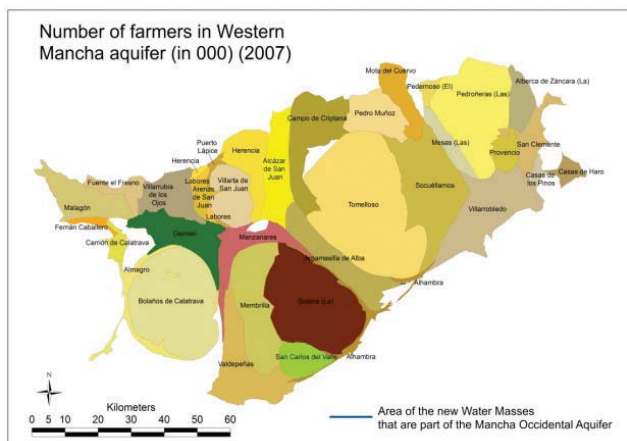 Number of farmers in Western
Mancha aquifer (in 000) (2007)
Mota del Cuervo
Pedernoso (El)
Pedroñeras (Las)
Alberca de Záncara (La)
Campo de Criptana
Pedro Muñoz
Puerto
Lápice
Herencia
Herencia
Alcázar
de San
Juan
Mesas (Las)
Provencio
San Clemente
Fuente el Fresno
Villarrubia
de los
Ojos
Labores
Arenas
de San
Juan
Villarta de
San Juan
Socuéllamos
Casas de
los Pinos
Casas de Haro
Malagón
Tomelloso
Villarrobledo
Fernán Caballero
Labores
Carrión de Calatrava
Daimiel
Manzanares
Argamasilla de Alba
Almagro
Alhambra
Bolaños de Calatrava
Membrilla
Solana (La)
San Carlos del Valle
Alhambra
Valdepeñas
N
Kilometers
0 5 10 20 30 40 50 60
Area of the new Water Masses
that are part of the Mancha Occidental Aquifer